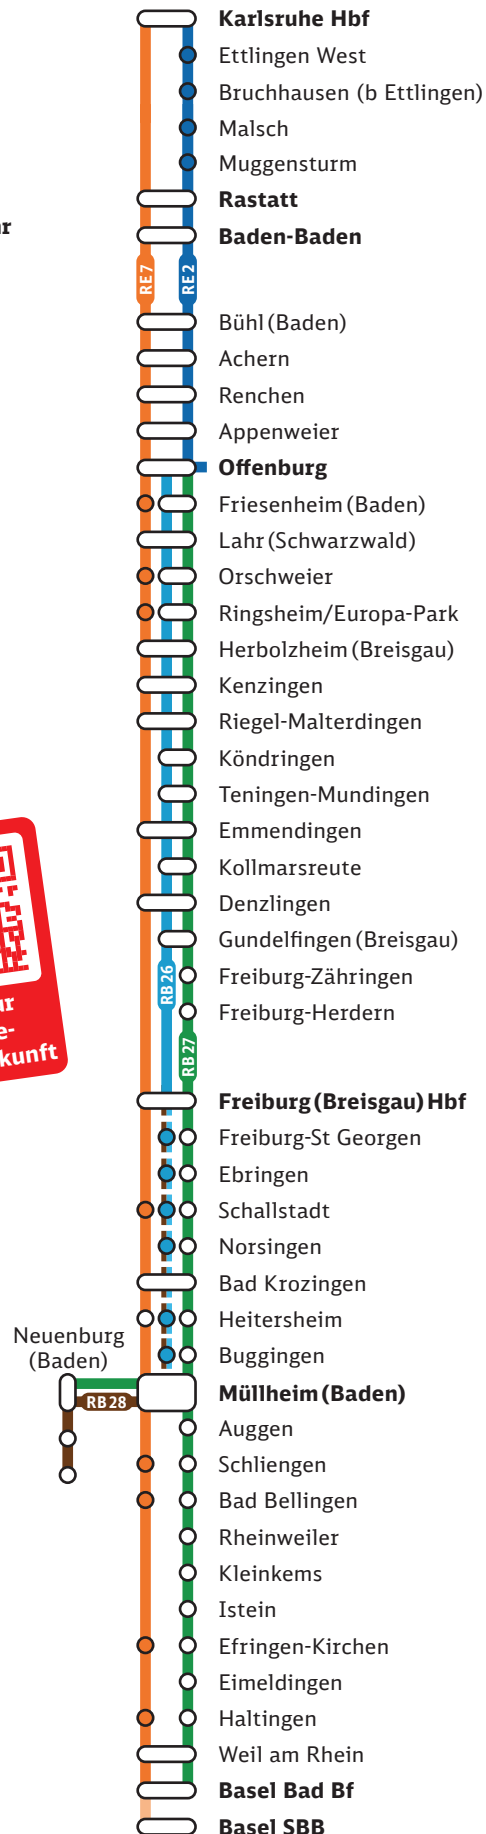 Karlsruhe Hbf
Ettlingen West
Bruchhausen (b Ettlingen)
Malsch
Muggensturm
Rastatt
Baden-Baden
RE 7
RE 2
Bühl (Baden)
Achern
Renchen
Appenweier
Offenburg
Friesenheim (Baden)
Lahr (Schwarzwald)
Orschweier
Ringsheim/Europa-Park
Herbolzheim (Breisgau)
Kenzingen
Riegel-Malterdingen
Köndringen
Teningen-Mundingen
Emmendingen
Kollmarsreute
Denzlingen
Gundelfingen (Breisgau)
RB 26
Freiburg-Zähringen
Freiburg-Herdern
RB 27
kunft
Freiburg (Breisgau) Hbf
Freiburg-St Georgen
Ebringen
Schallstadt
Norsingen
Bad Krozingen
Heitersheim
Neuenburg
(Baden)
Buggingen
RB 28
Müllheim (Baden)
Auggen
Schliengen
Bad Bellingen
Rheinweiler
Kleinkems
Istein
Efringen-Kirchen
Eimeldingen
Haltingen
Weil am Rhein
Basel Bad Bf
Basel SBB